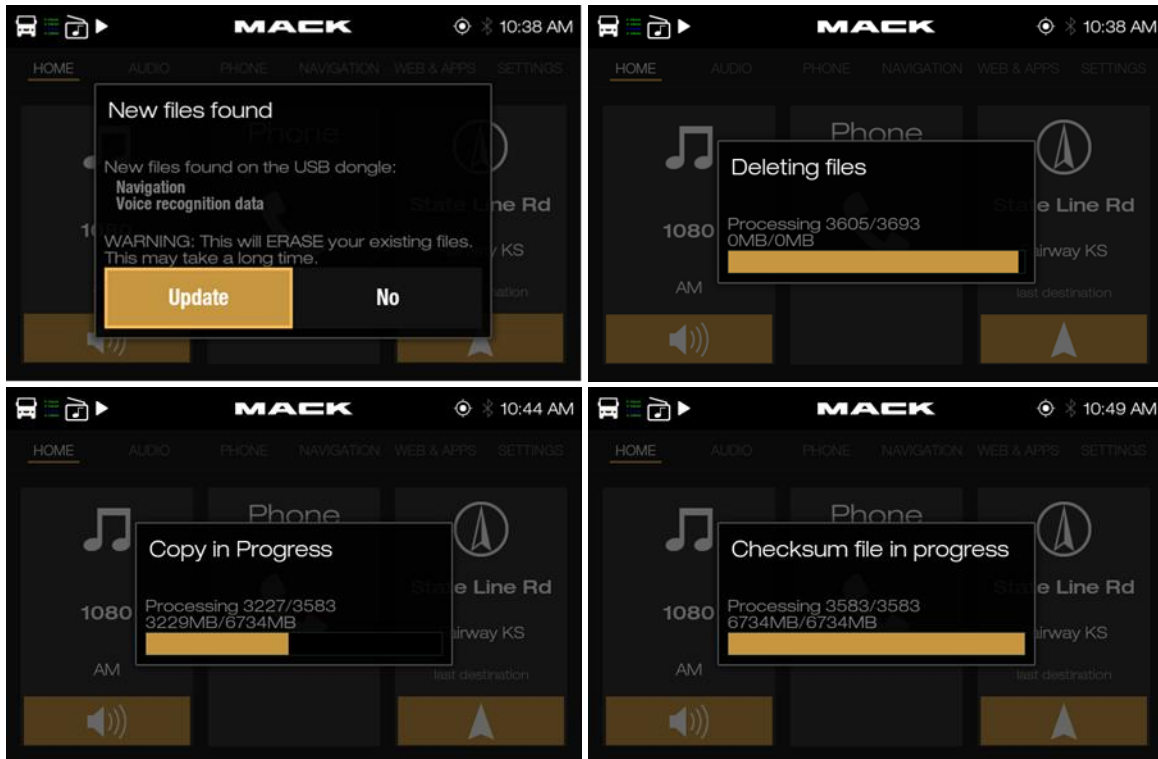 MACK
10:38 AM
HOME AUDIO PHONE NAVIGATION WEB & APPS SETTINGS
New files found
Phone
New files found on the USB dongle:
Navigation
Voice recognition data
State Line Rd
WARNING: This will ERASE your existing files.
This may take a long time.
KS
Update
No
MACK
10:38 AM
HOME AUDIO PHONE NAVIGATION WEB & APPS SETTINGS
Phone
Deleting files
State Line Rd
1080
Processing 3605/3693
0MB/0MB
AM
last destination
MACK
10:44 AM
HOME AUDIO PHONE NAVIGATION WEB & APPS SETTINGS
Phone
Copy in Progress
State Line Rd
1080
Processing 3227/3583
3229MB/6734MB
AM
last destination
MACK
10:49 AM
HOME AUDIO PHONE NAVIGATION WEB & APPS SETTINGS
Phone
Checksum file in progress
State Line Rd
1080
Processing 3583/3583
6734MB/6734MB
AM
last destination